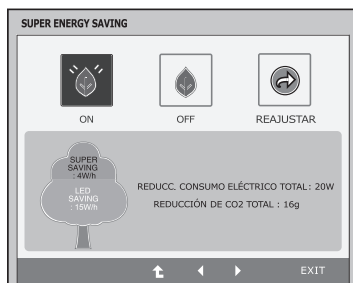 SUPER ENERGY SAVING
ON OFF REAJUSTAR
SUPER
SAVING
: 4W/h
LED
SAVING
: 15W/h
REDUCC. CONSUMO ELÉCTRICO TOTAL: 20W
REDUCCIÓN DE CO2 TOTAL : 16g
EXIT